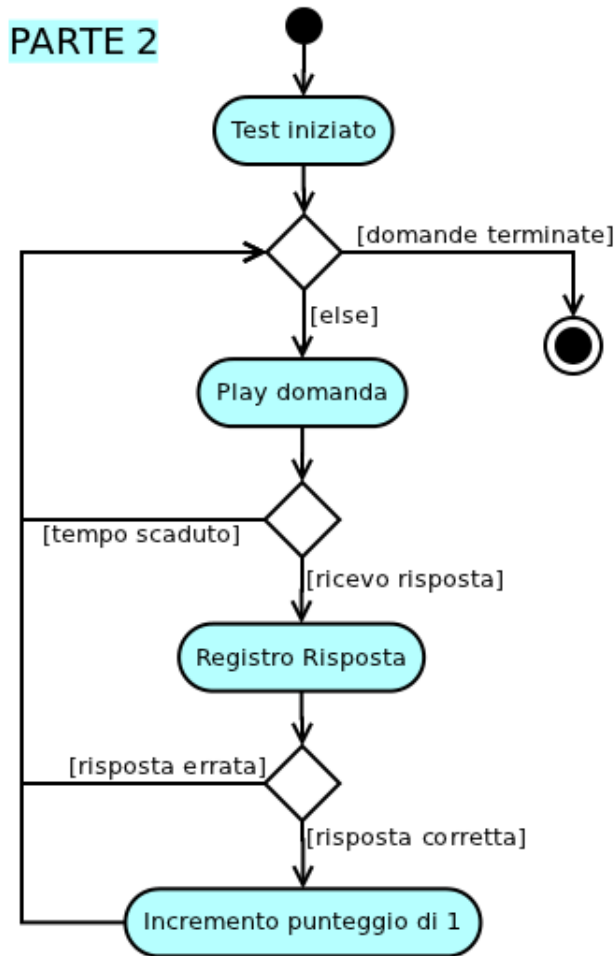 PARTE 2
Test iniziato
[domande terminate]
[else]
Play domanda
[tempo scaduto]
[ricevo risposta]
Registro Risposta
[risposta errata]
[risposta corretta]
Incremento punteggio di 1